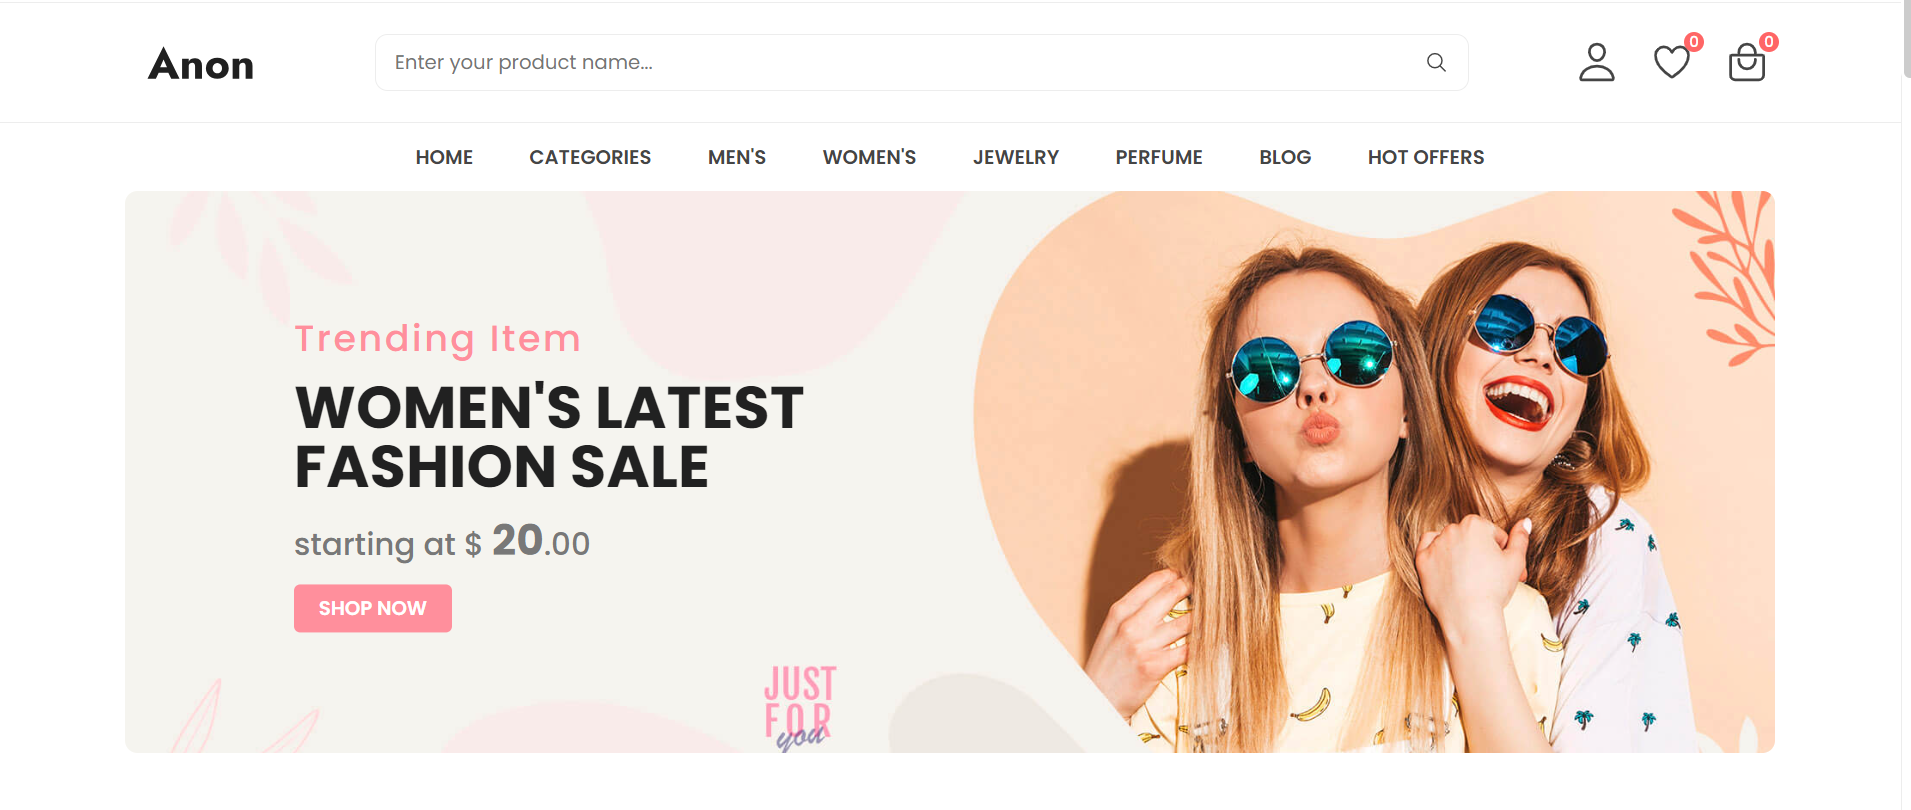 Anon
Enter your product name...
0
0
HOME CATEGORIES MEN'S WOMEN'S JEWELRY PERFUME BLOG HOT OFFERS
Trending Item
WOMEN'S LATEST
FASHION SALE
starting at $ 20.00
SHOP NOW
JUST
FOR
you